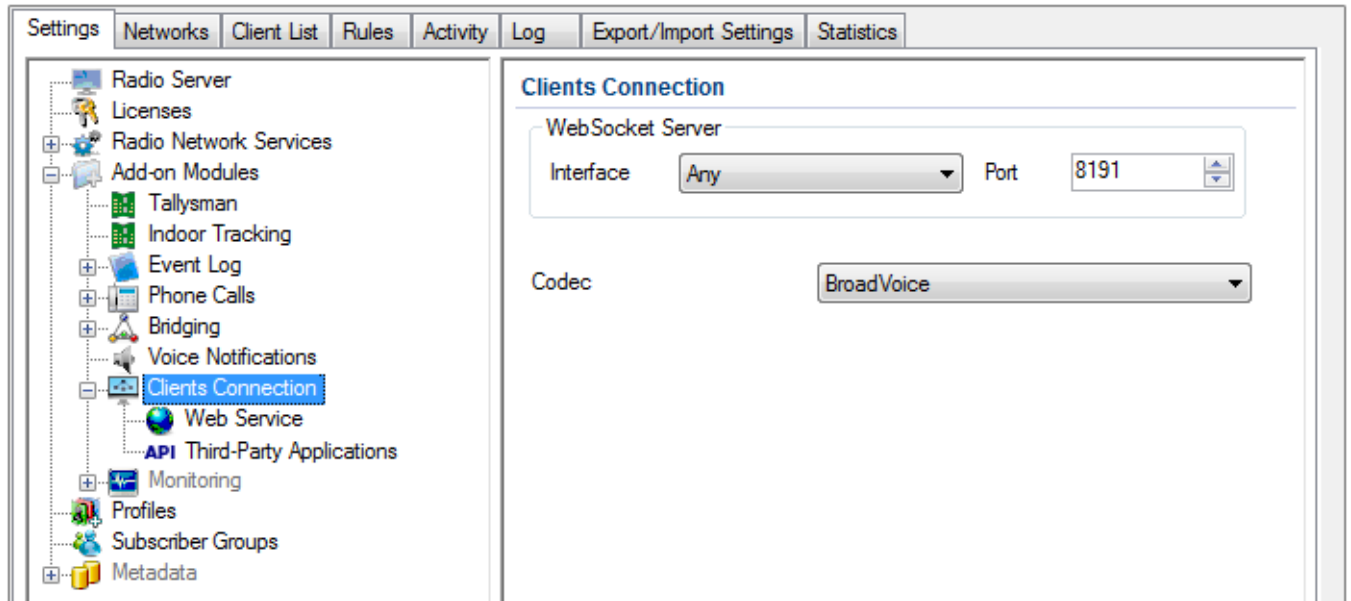 Settings Networks Client List Rules Activity Log Export/Import Settings Statistics
Radio Server
Licenses
Radio Network Services
Add-on Modules
Tallysman
Indoor Tracking
Event Log
Phone Calls
Bridging
Voice Notifications
Clients Connection
Web Service
API Third-Party Applications
Monitoring
Profiles
Subscriber Groups
Metadata
Clients Connection
WebSocket Server
Interface Any Port 8191
Codec BroadVoice